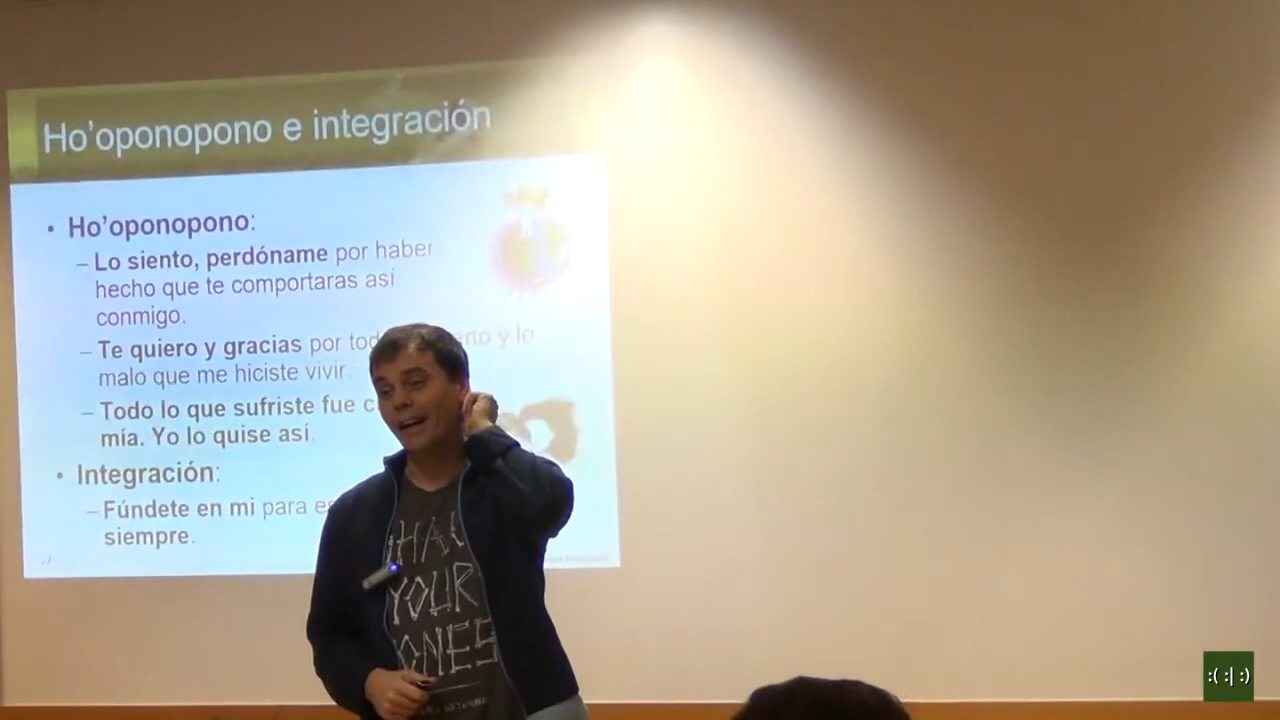 Ho'oponopono e integración
• Ho'oponopono:
– Lo siento, perdóname por haber
hecho que te comportaras así
conmigo.
– Te quiero y gracias por y lo
malo que me hiciste vivir
– Todo lo que sufriste fue
mía. Yo lo quise así.
• Integración:
– Fúndete en mi para
siempre.
YOUR
:( :| :)